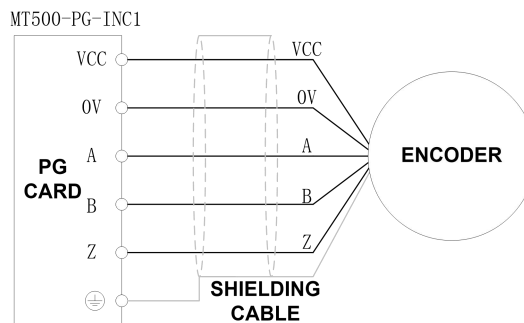 MT500-PG-INC1
VCC VCC
0V 0V
A A
PG CARD
ENCODER
B B
Z Z
SHIELDING
CABLE